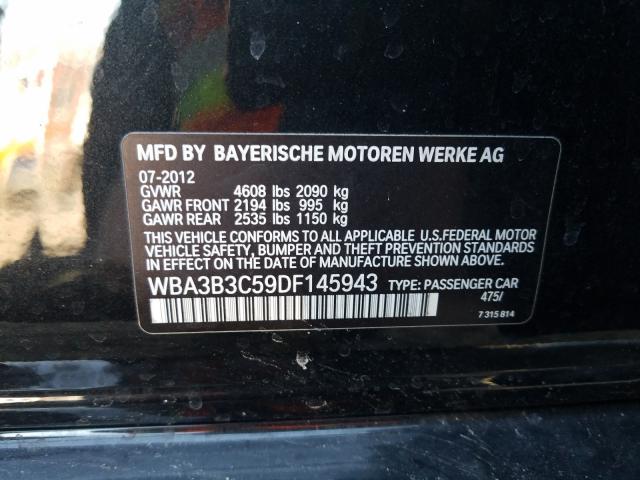 MFD BY BAYERISCHE MOTOREN WERKE AG
07-2012
GVWR 4608 lbs 2090 kg
GAWR FRONT 2194 lbs 995 kg
GAWR REAR 2535 lbs 1150 kg
THIS VEHICLE CONFORMS TO ALL APPLICABLE U.S.FEDERAL MOTOR
VEHICLE SAFETY, BUMPER, AND THEFT PREVENTION STANDARDS
IN EFFECT ON THE DATE OF MANUFACTURE SHOWN ABOVE.
WBA3B3C59DF145943 TYPE: PASSENGER CAR
475/
7 315 814